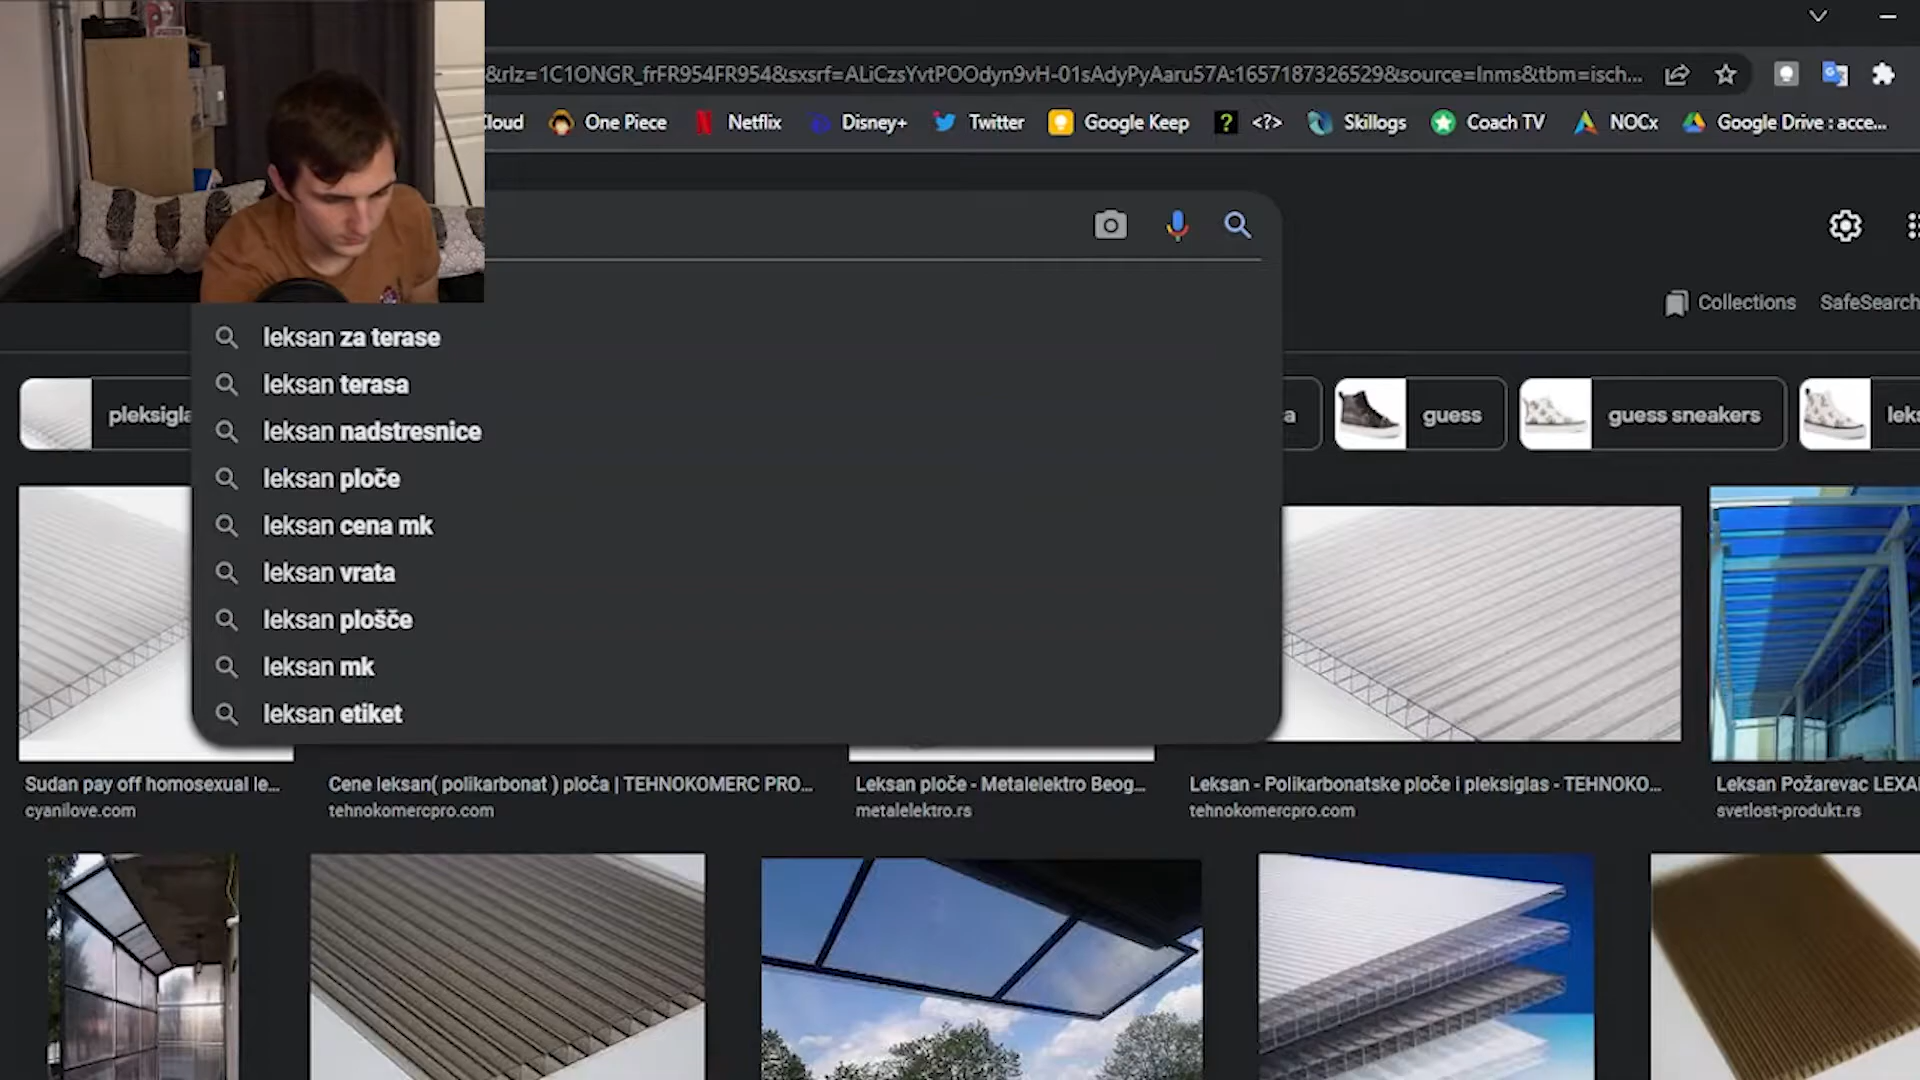 &rlz=1C1ONGR_frFR954FR954&sxsrf=ALiCzsYvtPOOdyn9vH-01sAdyPyAaru57A:1657187326529&source=lnms&tbm=isch...
Cloud One Piece Netflix Disney+ Twitter Google Keep <?> Skillogs Coach TV NOCx Google Drive : acce...
Collections SafeSearch
leksan za terase
leksan terasa
leksan nadstresnice
leksan ploče
leksan cena mk
leksan vrata
leksan plošče
leksan mk
leksan etiket
pleksigla
a
guess
guess sneakers
leks
Sudan pay off homosexual le...
cyanilove.com
Cene leksan( polikarbonat ) ploča | TEHNOKOMERC PRO...
tehnokomercpro.com
Leksan ploče - Metalelektro Beog...
metalelektro.rs
Leksan - Polikarbonatske ploče i pleksiglas - TEHNOKO...
tehnokomercpro.com
Leksan Požarevac LEXA
svetlost-produkt.rs